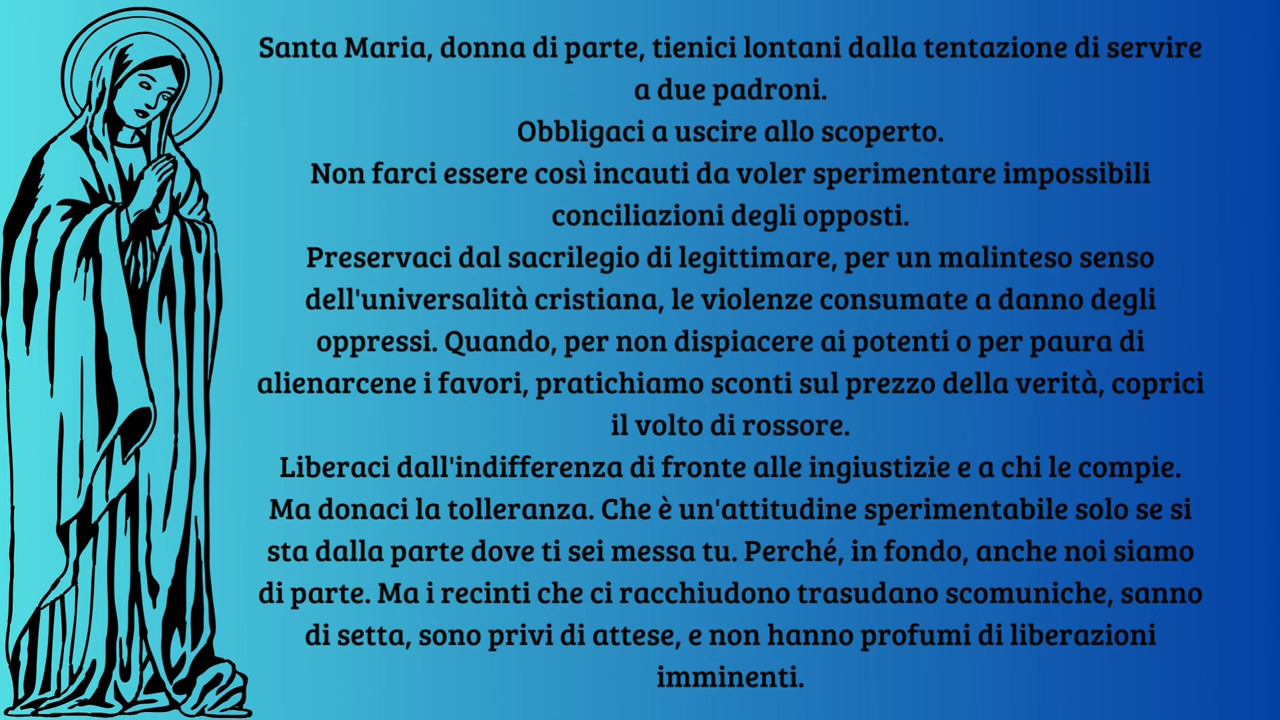 Santa Maria, donna di parte, tienici lontani dalla tentazione di servire
a due padroni.
Obbligaci a uscire allo scoperto.
Non farci essere così incauti da voler sperimentare impossibili
conciliazioni degli opposti.
Preservaci dal sacrilegio di legittimare, per un malinteso senso
dell'universalità cristiana, le violenze consumate a danno degli
oppressi. Quando, per non dispiacere ai potenti o per paura di
alienarcene i favori, pratichiamo sconti sul prezzo della verità, coprici
il volto di rossore.
Liberaci dall'indifferenza di fronte alle ingiustizie e a chi le compie.
Ma donaci la tolleranza. Che è un'attitudine sperimentabile solo se si
sta dalla parte dove ti sei messa tu. Perché, in fondo, anche noi siamo
di parte. Ma i recinti che ci racchiudono trasudano scomuniche, sanno
di setta, sono privi di attese, e non hanno profumi di liberazioni
imminenti.